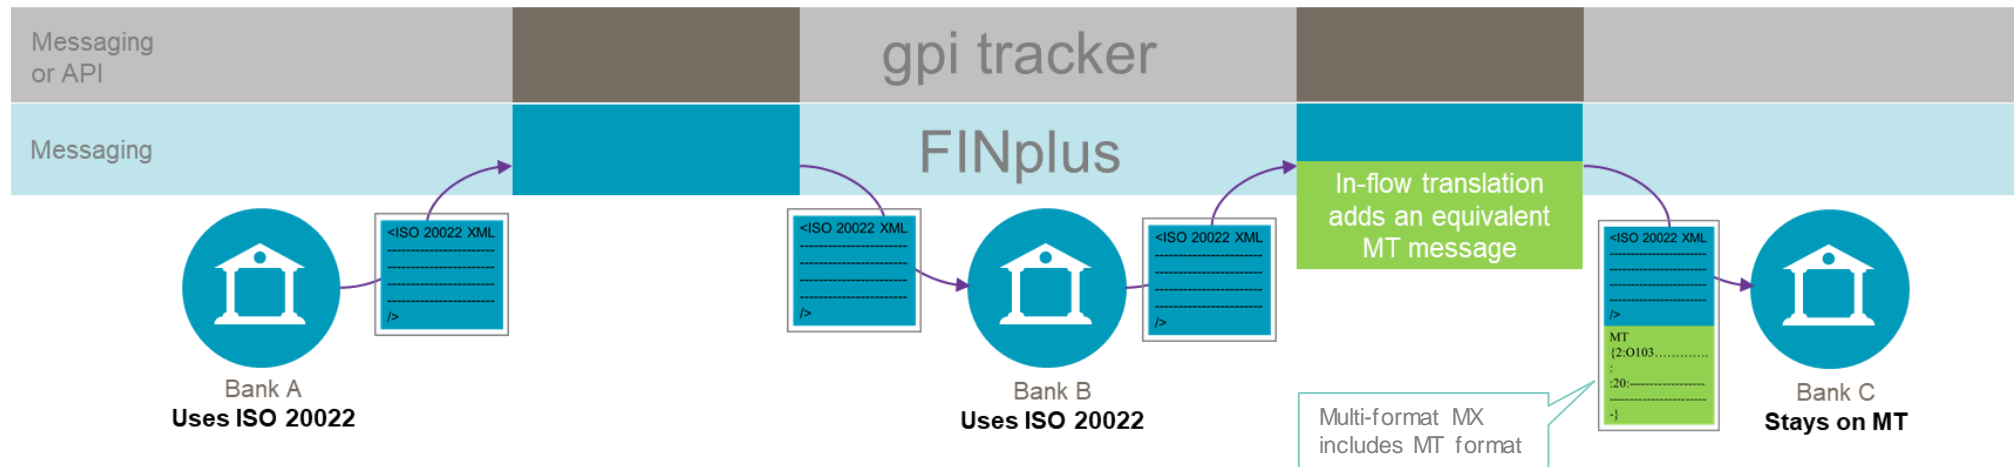 Messaging
or API
gpi tracker
Messaging
FINplus
In-flow translation
adds an equivalent
MT message
<ISO 20022 XML
-----------------------
-----------------------
-----------------------
-----------------------
/>
<ISO 20022 XML
-----------------------
-----------------------
-----------------------
-----------------------
/>
<ISO 20022 XML
-----------------------
-----------------------
-----------------------
-----------------------
/>
<ISO 20022 XML
-----------------------
-----------------------
-----------------------
-----------------------
/>
MT
{2:O103.............
:
:20:-------------------
------------------------
-}
Bank A
Uses ISO 20022
Bank B
Uses ISO 20022
Multi-format MX
includes MT format
Bank C
Stays on MT